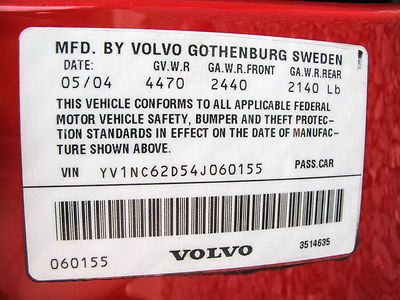 MFD. BY VOLVO GOTHENBURG SWEDEN
DATE: GV.W.R GA.W.R.FRONT GA.W.R.REAR
05/04 4470 2440 2140 Lb
THIS VEHICLE CONFORMS TO ALL APPLICABLE FEDERAL
MOTOR VEHICLE SAFETY, BUMPER AND THEFT PROTEC-
TION STANDARDS IN EFFECT ON THE DATE OF MANUFAC-
TURE SHOWN ABOVE.
VIN YV1NC62D54J060155 PASS.CAR
VOLVO 3514635
060155